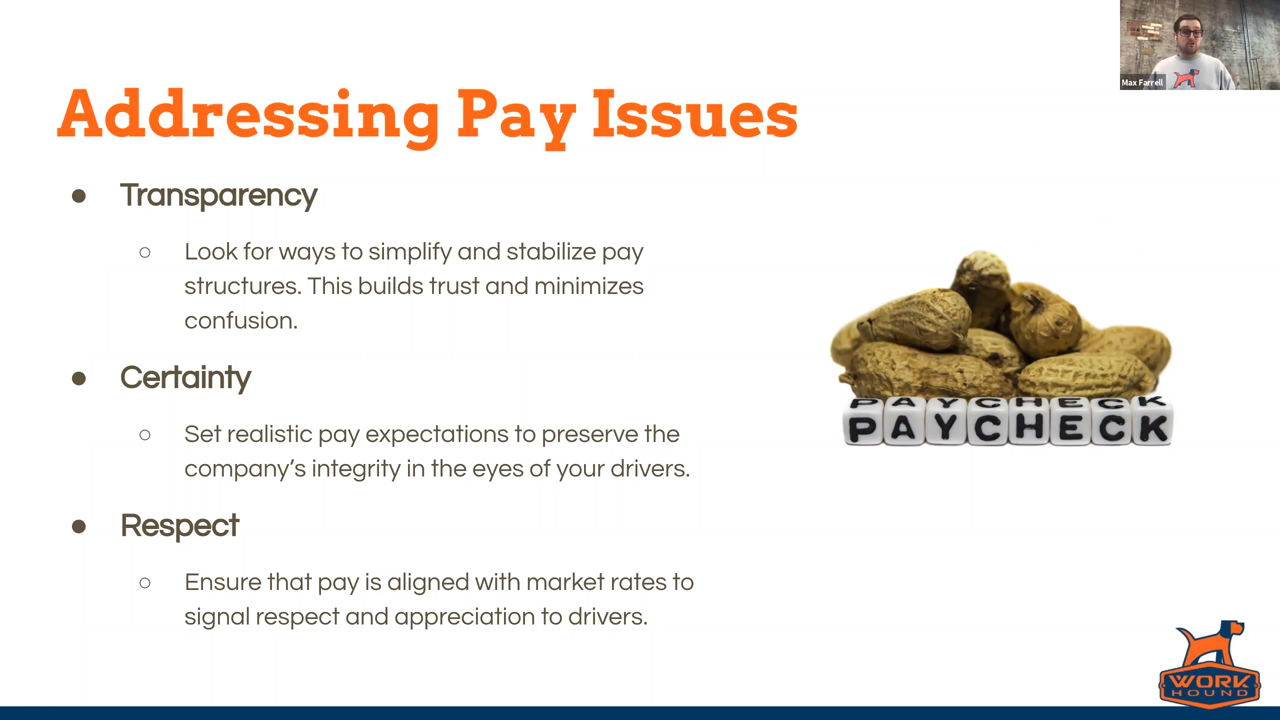 Max Farrell
Addressing Pay Issues
● Transparency
○ Look for ways to simplify and stabilize pay
structures. This builds trust and minimizes
confusion.
● Certainty
○ Set realistic pay expectations to preserve the
company’s integrity in the eyes of your drivers.
● Respect
○ Ensure that pay is aligned with market rates to
signal respect and appreciation to drivers.
PAYCHECK
PAYCHECK
WORK
HOUND